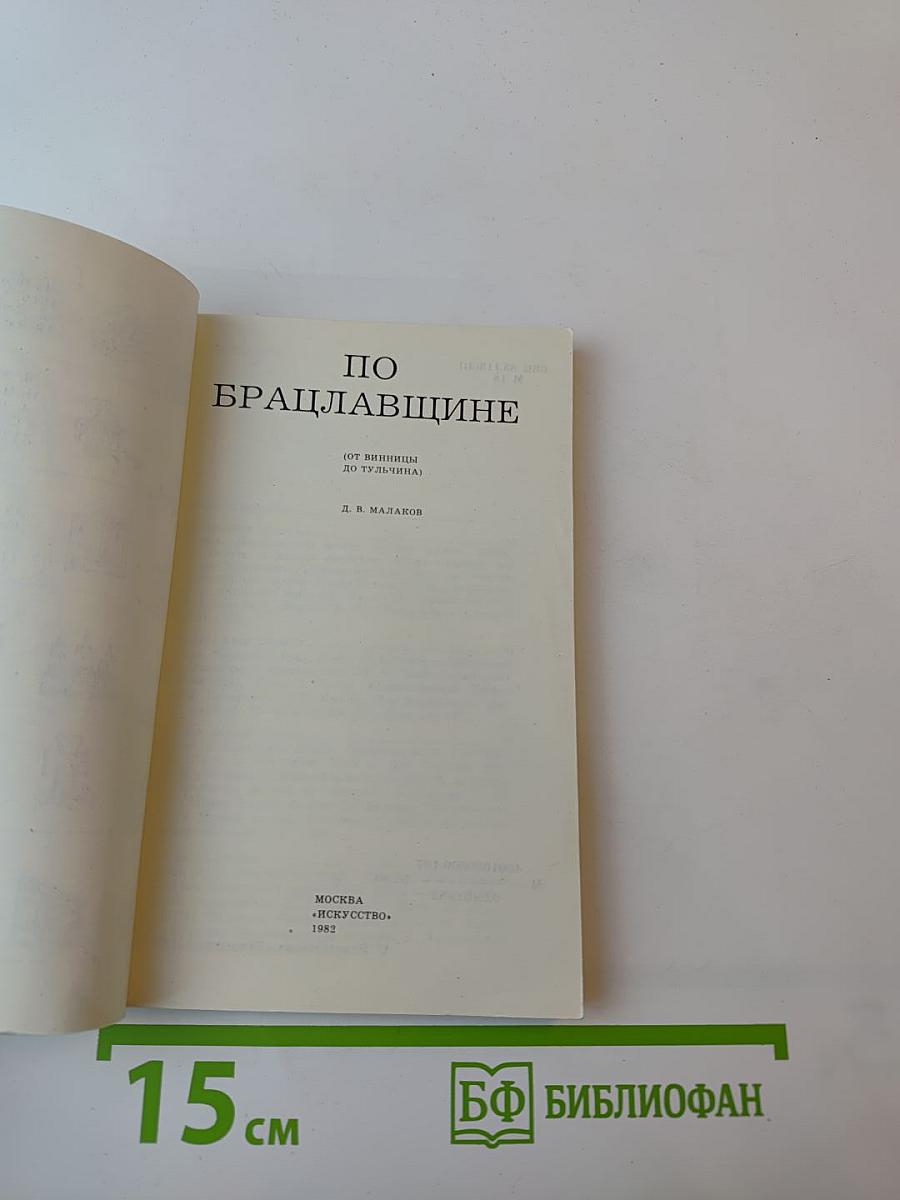 ПО
БРАЦЛАВЩИНЕ
(ОТ ВИННИЦЫ
ДО ТУЛЬЧИНА)
Д. В. МАЛАКОВ
МОСКВА
«ИСКУССТВО»
1982
15 см
БФ БИБЛИОФАН